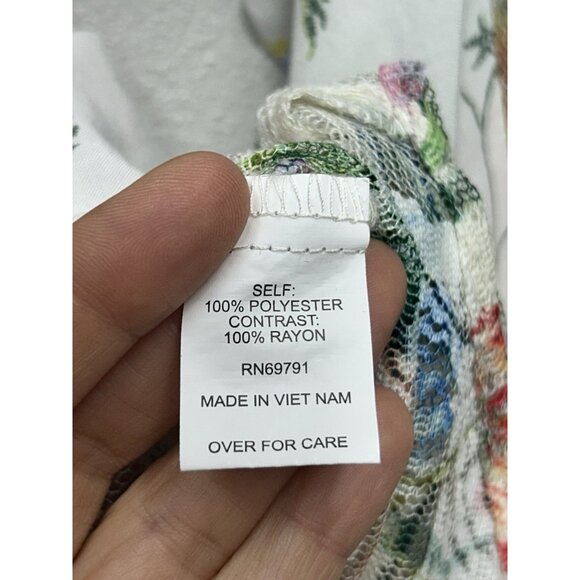 SELF:
100% POLYESTER
CONTRAST:
100% RAYON
RN69791
MADE IN VIET NAM
OVER FOR CARE